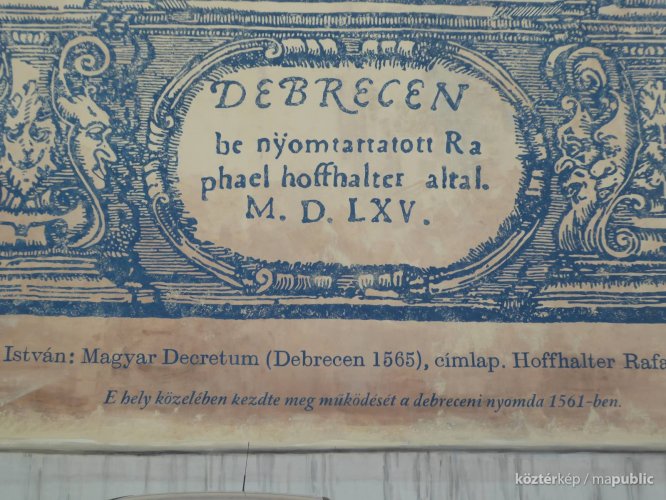 DEBRECEN
be nÿomtattatott Ra
phael hoffhalter altal.
M. D. LXV.
István: Magyar Decretum (Debrecen 1565), címlap. Hoffhalter Rafa
E hely közelében kezdte meg működését a debreceni nyomda 1561-ben.
köztérkép / mapublic